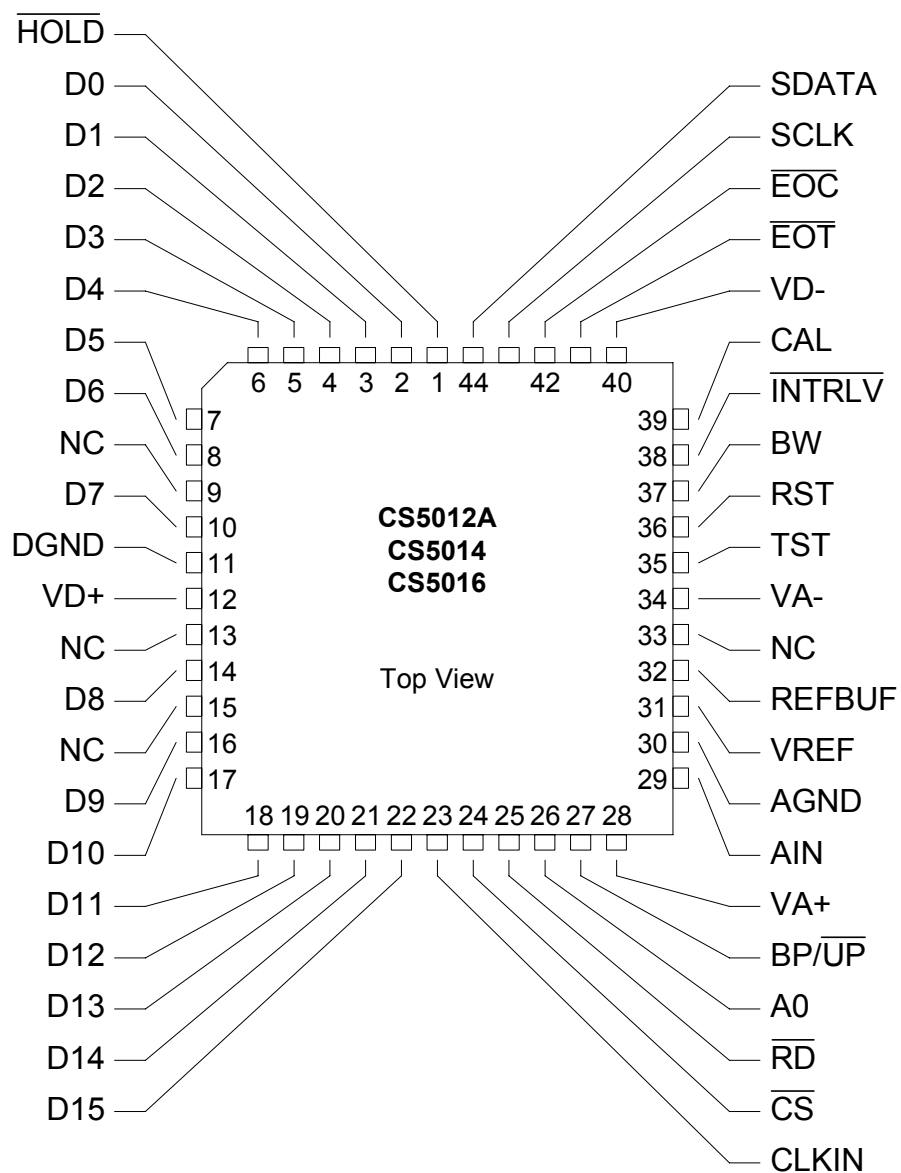 HOLD
D0
D1
D2
D3
D4
D5
D6
NC
D7
DGND
VD+
NC
D8
NC
D9
D10
D11
D12
D13
D14
D15
6 5 4 3 2 1 44 42 40
7
8
9
10
11
12
13
14
15
16
17
CS5012A
CS5014
CS5016
Top View
39
38
37
36
35
34
33
32
31
30
29
18 19 20 21 22 23 24 25 26 27 28
SDATA
SCLK
EOC
EOT
VD-
CAL
INTRLV
BW
RST
TST
VA-
NC
REFBUF
VREF
AGND
AIN
VA+
BP/UP
A0
RD
CS
CLKIN